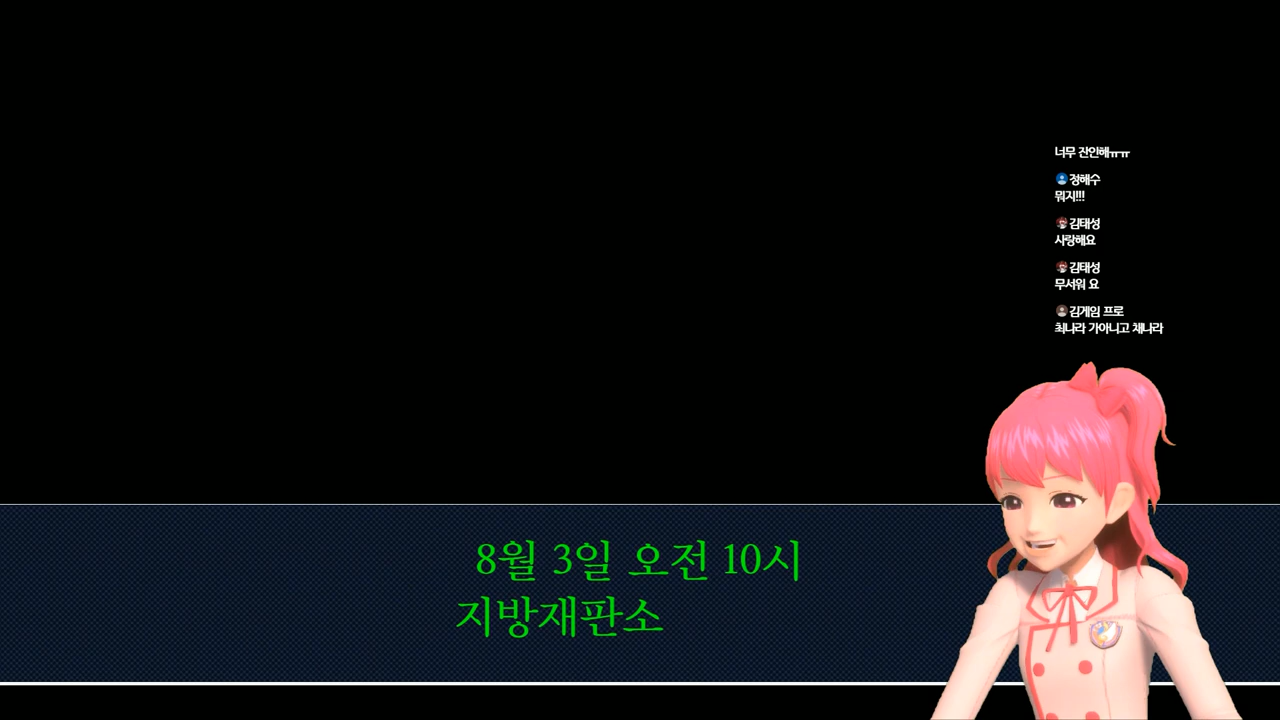 너무 잔인해ㅠㅠ
정해수
뭐지!!!
김태성
사랑해요
김태성
무서워 요
김게임 프로
최나라 가아니고 채나라
8월 3일 오전 10시
지방재판소